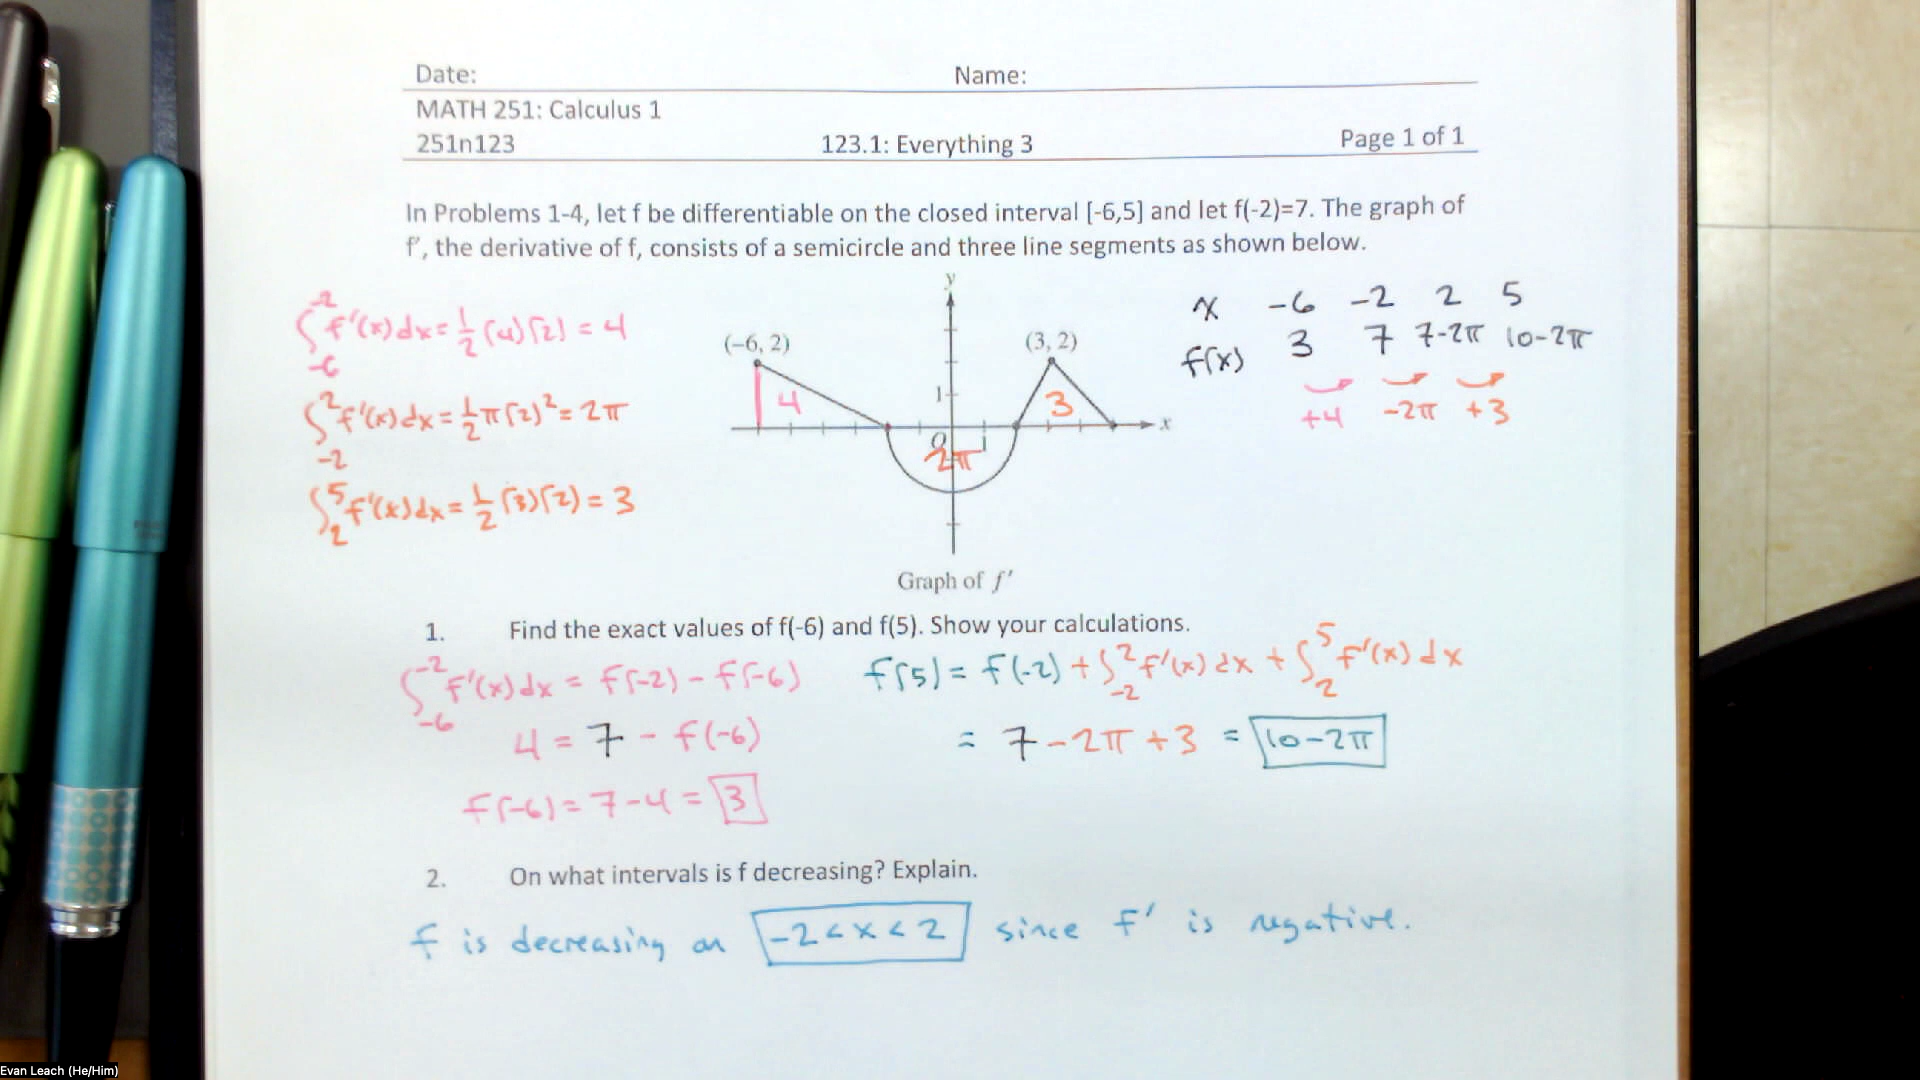 Date: Name:
MATH 251: Calculus 1
251n123 123.1: Everything 3 Page 1 of 1
In Problems 1-4, let f be differentiable on the closed interval [-6,5] and let f(-2)=7. The graph of
f', the derivative of f, consists of a semicircle and three line segments as shown below.
∫_{-6}^{-2} f'(x)dx = 1/2 (4)(2) = 4
∫_{-2}^{2} f'(x)dx = 1/2 π(2)² = 2π
∫_{2}^{5} f'(x)dx = 1/2 (3)(2) = 3
y
(−6, 2) (3, 2)
4 1 3
O 1 x
2π
Graph of f'
x -6 -2 2 5
f(x) 3 7 7-2π 10-2π
+4 -2π +3
1. Find the exact values of f(-6) and f(5). Show your calculations.
∫_{-6}^{-2} f'(x)dx = f(-2) - f(-6)
4 = 7 - f(-6)
f(-6) = 7-4 = 3
f(5) = f(-2) + ∫_{-2}^{2} f'(x) dx + ∫_{2}^{5} f'(x) dx
= 7 - 2π + 3 = 10-2π
2. On what intervals is f decreasing? Explain.
f is decreasing on -2 < x < 2 since f' is negative.
Evan Leach (He/Him)